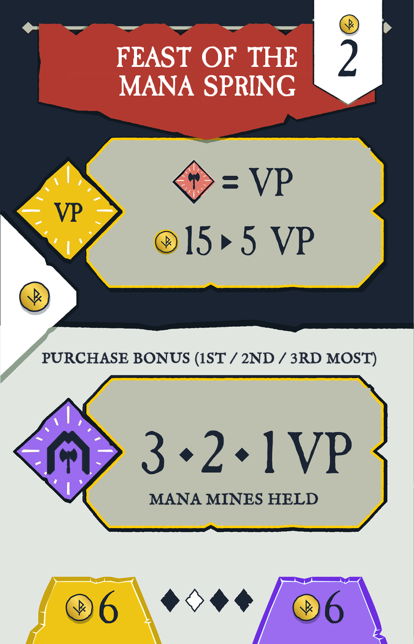 2
FEAST OF THE
MANA SPRING
= VP
VP
15 ▸ 5 VP
PURCHASE BONUS (1ST / 2ND / 3RD MOST)
3 ◆ 2 ◆ 1 VP
MANA MINES HELD
6
6